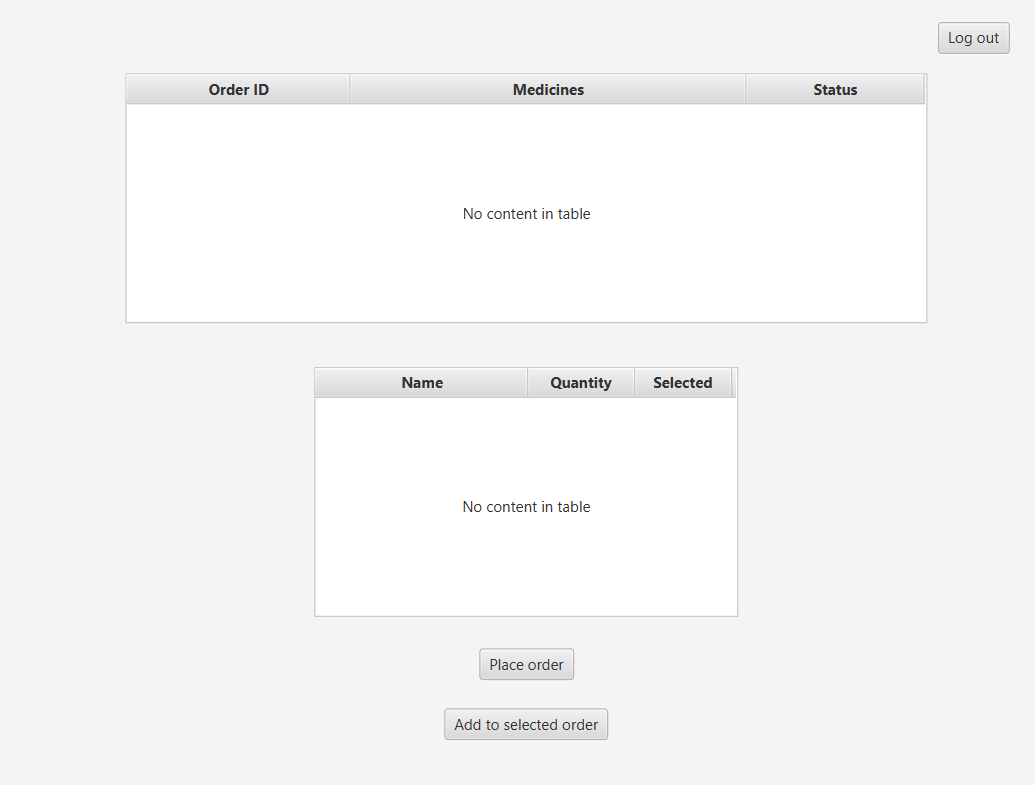 Log out
Order ID Medicines Status
No content in table
Name Quantity Selected
No content in table
Place order
Add to selected order